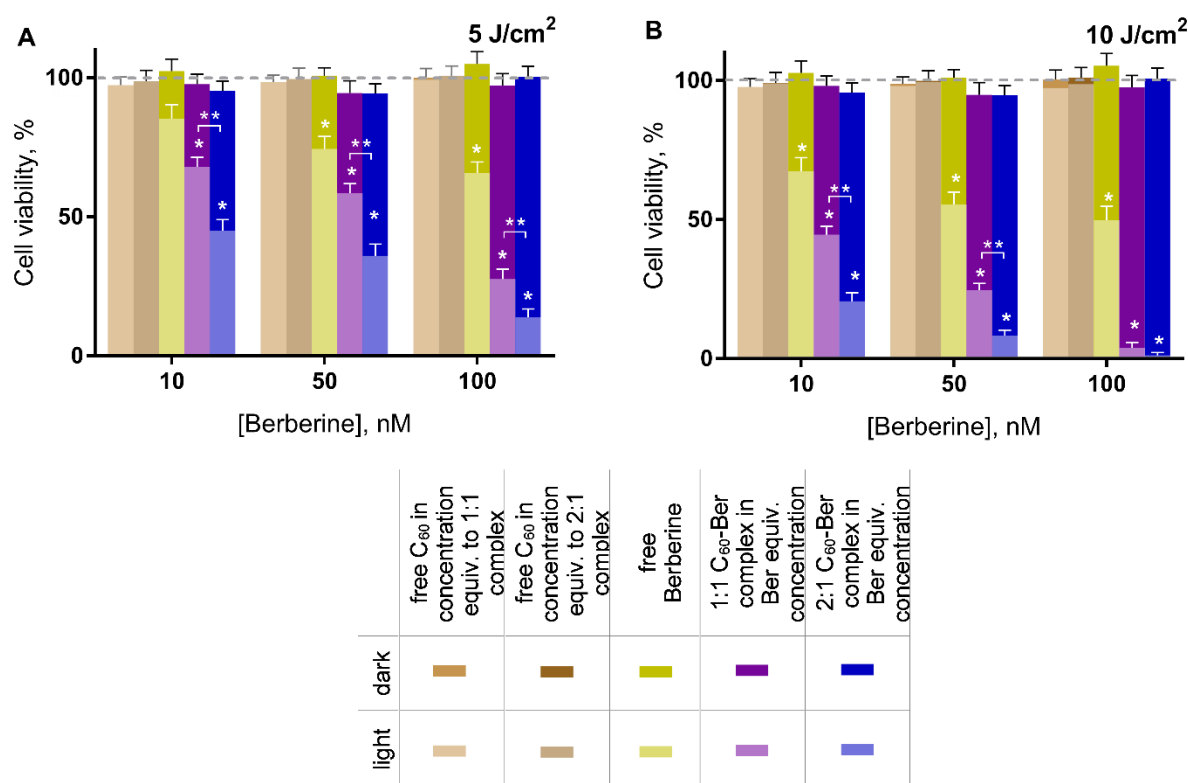 A
5 J/cm²
Cell viability, %
100
50
0
**
**
**
*
*
*
*
*
*
*
*
10
50
100
[Berberine], nM
B
10 J/cm²
Cell viability, %
100
50
0
**
**
*
*
*
*
*
*
*
*
*
10
50
100
[Berberine], nM
free C₆₀ in
concentration
equiv. to 1:1
complex
free C₆₀ in
concentration
equiv. to 2:1
complex
free
Berberine
1:1 C₆₀-Ber
complex in
Ber equiv.
concentration
2:1 C₆₀-Ber
complex in
Ber equiv.
concentration
dark
light